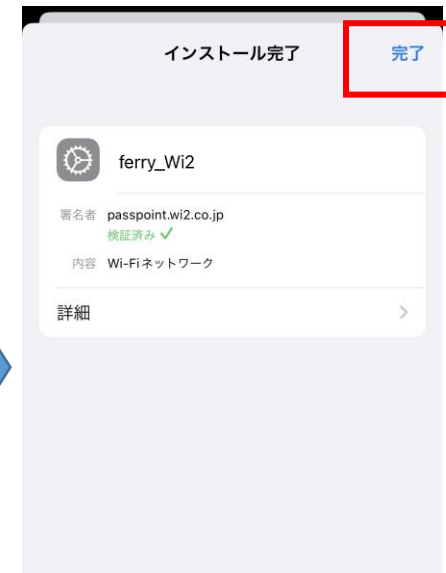 インストール完了 完了
ferry_Wi2
署名者 passpoint.wi2.co.jp
検証済み ✓
内容 Wi-Fiネットワーク
詳細